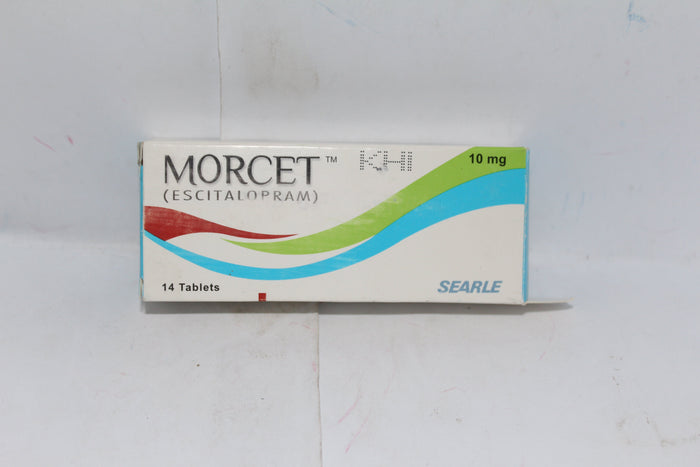 MORCET™ KHI
10 mg
(ESCITALOPRAM)
14 Tablets
SEARLE